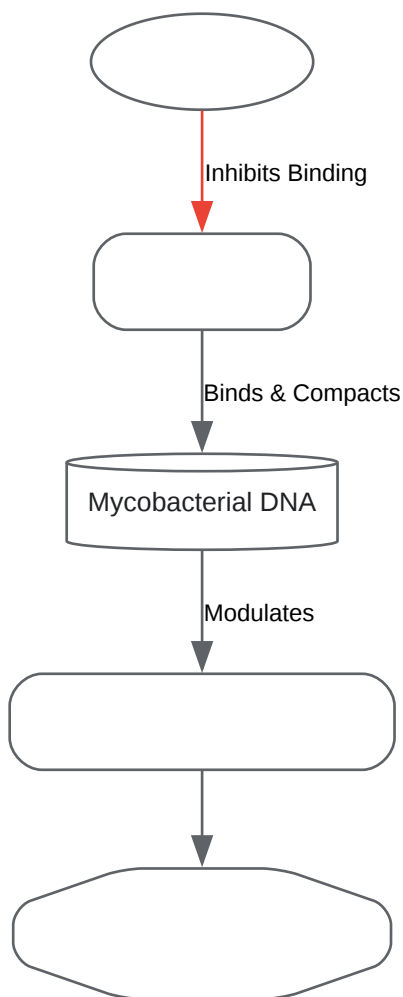 Inhibits Binding
Binds & Compacts
Mycobacterial DNA
Modulates